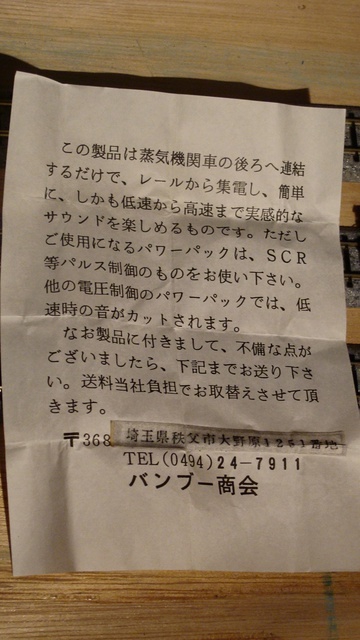 この製品は蒸気機関車の後ろへ連結
するだけで、レールから集電し、簡単
に、しかも低速から高速まで実感的な
サウンドを楽しめるものです。ただし
ご使用になるパワーパックは、SCR
等パルス制御のものをお使い下さい。
他の電圧制御のパワーパックでは、低
速時の音がカットされます。
なお製品に付きまして、不備な点が
ございましたら、下記までお送り下さ
い。送料当社負担でお取替えさせて頂
きます。
〒368 埼玉県秩父市大野原1251番地
TEL(0494)24-7911
バンブー商会